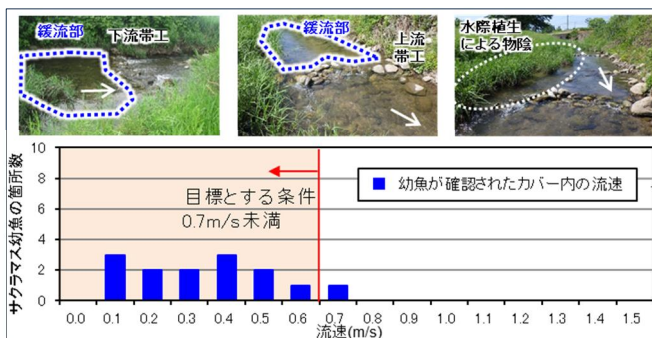 緩流部
下流帯工
緩流部
上流
帯工
水際植生
による物陰
サクラマス幼魚の箇所数
10
8
6
4
2
0
目標とする条件
0.7m/s未満
幼魚が確認されたカバー内の流速
0.0 0.1 0.2 0.3 0.4 0.5 0.6 0.7 0.8 0.9 1.0 1.1 1.2 1.3 1.4 1.5
流速(m/s)